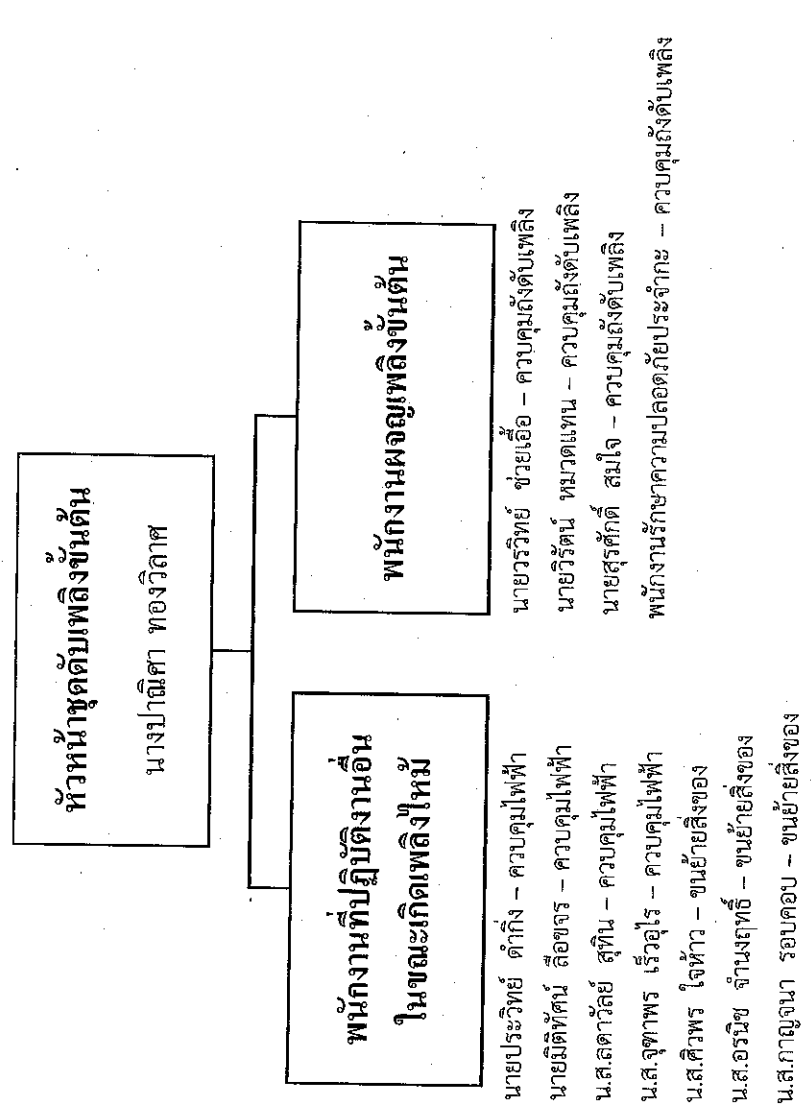 หัวหน้าชุดดับเพลิงขั้นต้น
นางปาณิศา ทองวิลาศ
พนักงานที่ปฏิบัติงานอื่น
ในขณะเกิดเพลิงไหม้
นายประวิทย์ ดำกิ่ง – ควบคุมไฟฟ้า
นายมิติทัศน์ ลือขจร – ควบคุมไฟฟ้า
น.ส.ลดาวัลย์ สุทิน – ควบคุมไฟฟ้า
น.ส.จุฑาพร เร็วอุไร – ควบคุมไฟฟ้า
น.ส.ศิวพร ใจห้าว – ขนย้ายสิ่งของ
น.ส.อรนิช จำนงฤทธิ์ – ขนย้ายสิ่งของ
น.ส.กาญจนา รอบคอบ – ขนย้ายสิ่งของ
พนักงานผจญเพลิงขั้นต้น
นายวรวิทย์ ช่วยเอื้อ – ควบคุมถังดับเพลิง
นายวิรัตน์ หมวดแทน – ควบคุมถังดับเพลิง
นายสุรศักดิ์ สมใจ – ควบคุมถังดับเพลิง
พนักงานรักษาความปลอดภัยประจำกะ – ควบคุมถังดับเพลิง